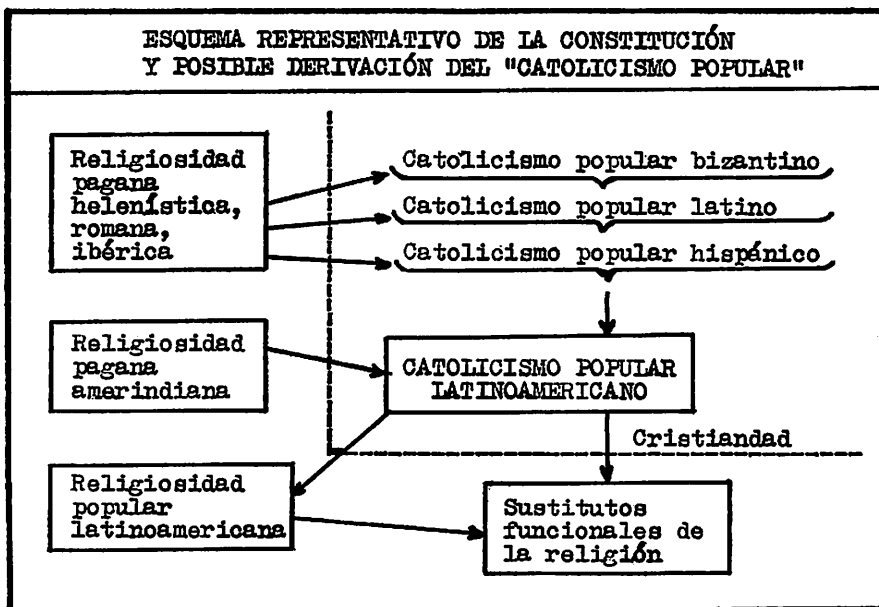 ESQUEMA REPRESENTATIVO DE LA CONSTITUCIÓN
Y POSIBLE DERIVACIÓN DEL "CATOLICISMO POPULAR"
Religiosidad
pagana
helenística,
romana,
ibérica
Catolicismo popular bizantino
Catolicismo popular latino
Catolicismo popular hispánico
Religiosidad
pagana
amerindiana
CATOLICISMO POPULAR
LATINOAMERICANO
Cristiandad
Religiosidad
popular
latinoamericana
Sustitutos
funcionales de
la religión